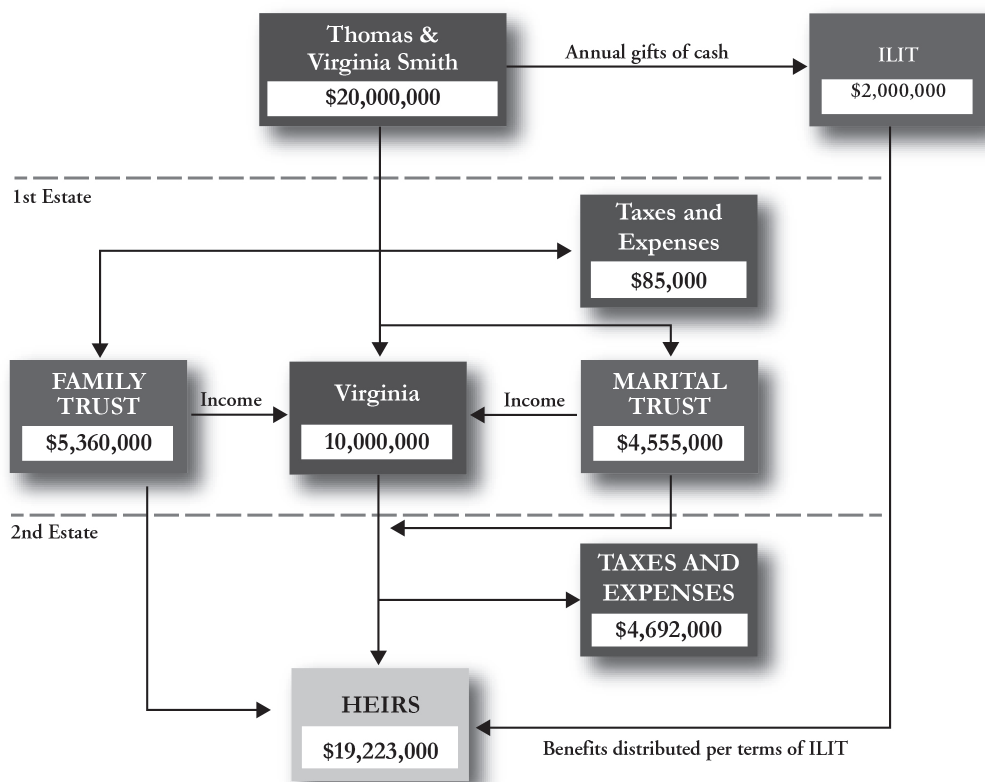 Thomas &
Virginia Smith
$20,000,000
Annual gifts of cash
ILIT
$2,000,000
1st Estate
Taxes and
Expenses
$85,000
FAMILY
TRUST
$5,360,000
Income
Virginia
10,000,000
Income
MARITAL
TRUST
$4,555,000
2nd Estate
TAXES AND
EXPENSES
$4,692,000
HEIRS
$19,223,000
Benefits distributed per terms of ILIT